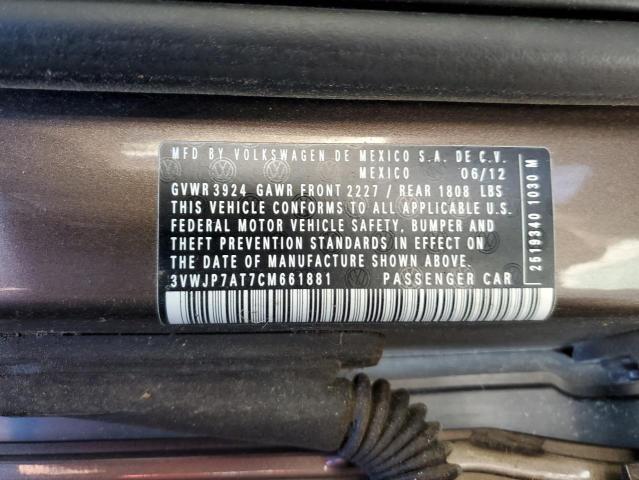 MFD. BY VOLKSWAGEN DE MEXICO S.A. DE C.V.
MEXICO 06/12
GVWR 3924 GAWR FRONT 2227 / REAR 1808 LBS
THIS VEHICLE CONFORMS TO ALL APPLICABLE U.S.
FEDERAL MOTOR VEHICLE SAFETY, BUMPER AND
THEFT PREVENTION STANDARDS IN EFFECT ON
THE DATE OF MANUFACTURE SHOWN ABOVE.
3VWJP7AT7CM661881 PASSENGER CAR
2519340 1030 M